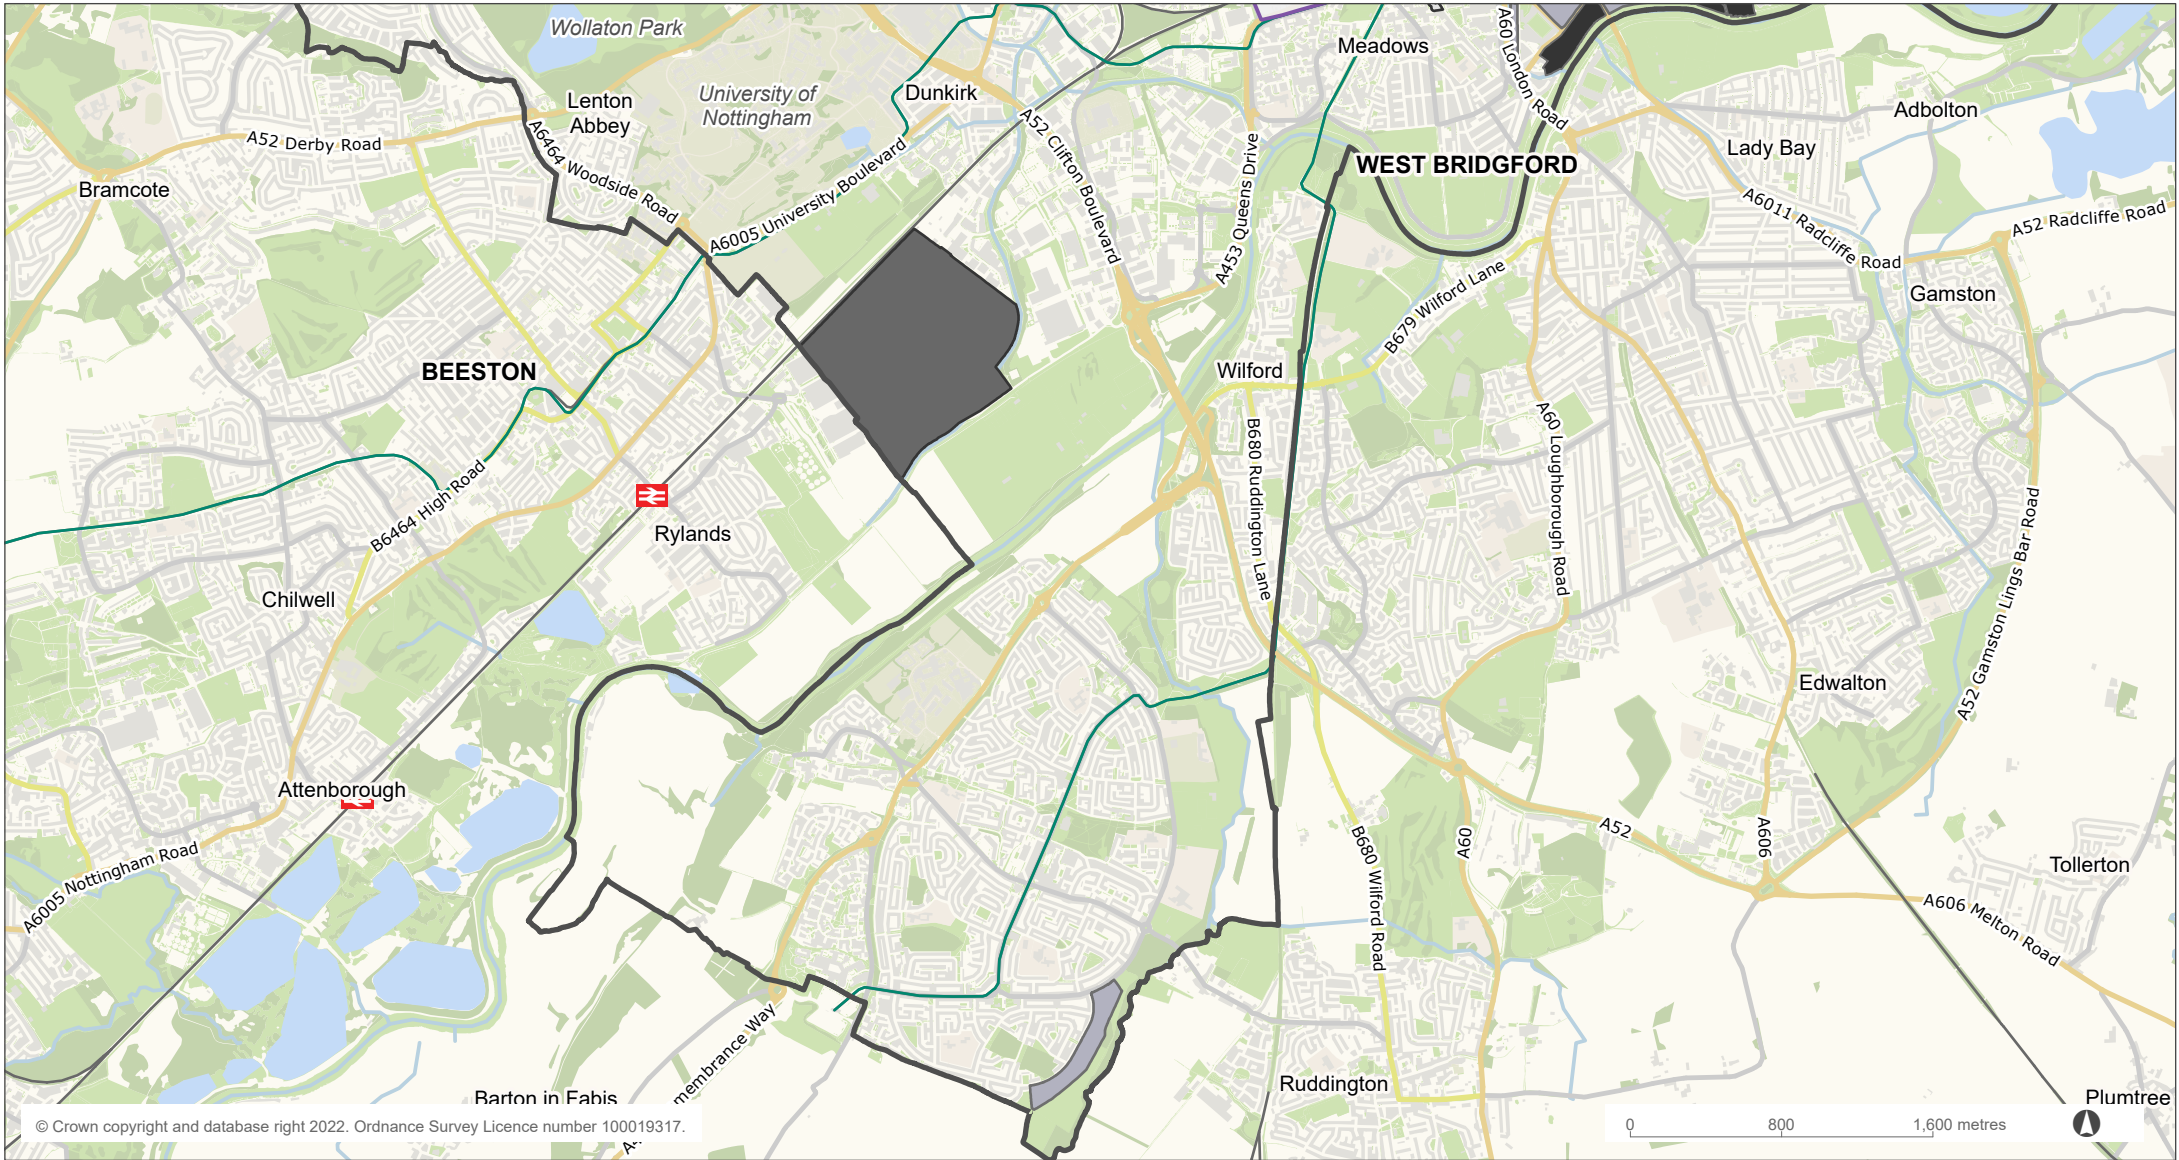 Wollaton Park
Meadows
A60 London Road
Lenton
Abbey
University of
Nottingham
Dunkirk
Adbolton
A52 Derby Road
A6464 Woodside Road
A52 Clifton Boulevard
Lady Bay
WEST BRIDGFORD
Bramcote
A6005 University Boulevard
A453 Queens Drive
A6011 Radcliffe Road
A52 Radcliffe Road
B679 Wilford Lane
Gamston
BEESTON
Wilford
B680 Ruddington Lane
A60 Loughborough Road
B6464 High Road
Rylands
A52 Gamston Lings Bar Road
Chilwell
Edwalton
Attenborough
A6005 Nottingham Road
B680 Wilford Road
A60
A52
A606
Tollerton
A606 Melton Road
membrance Way
Barton in Fabis
Ruddington
Plumtree
© Crown copyright and database right 2022. Ordnance Survey Licence number 100019317.
0 800 1,600 metres